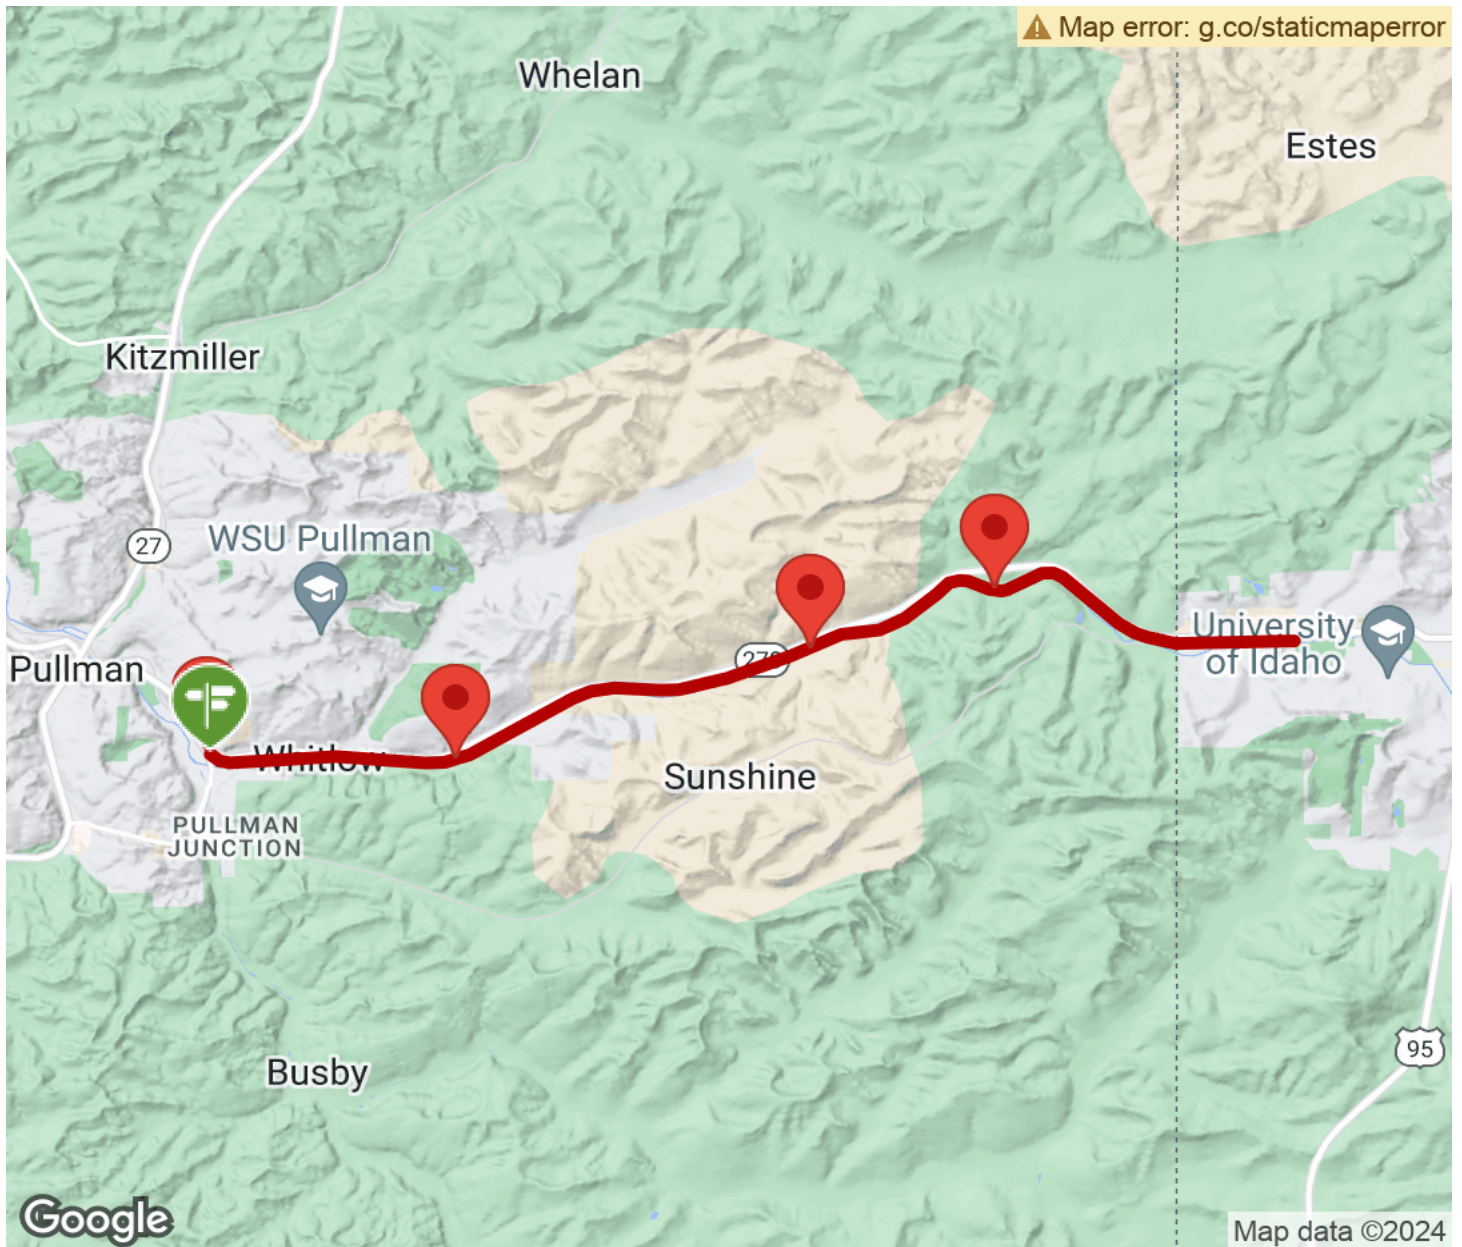 Map error: g.co/staticmaperror
Whelan
Estes
Kitzmiller
27
WSU Pullman
University
of Idaho
Pullman
Whitlow
Sunshine
PULLMAN
JUNCTION
95
Busby
Google
Map data ©2024